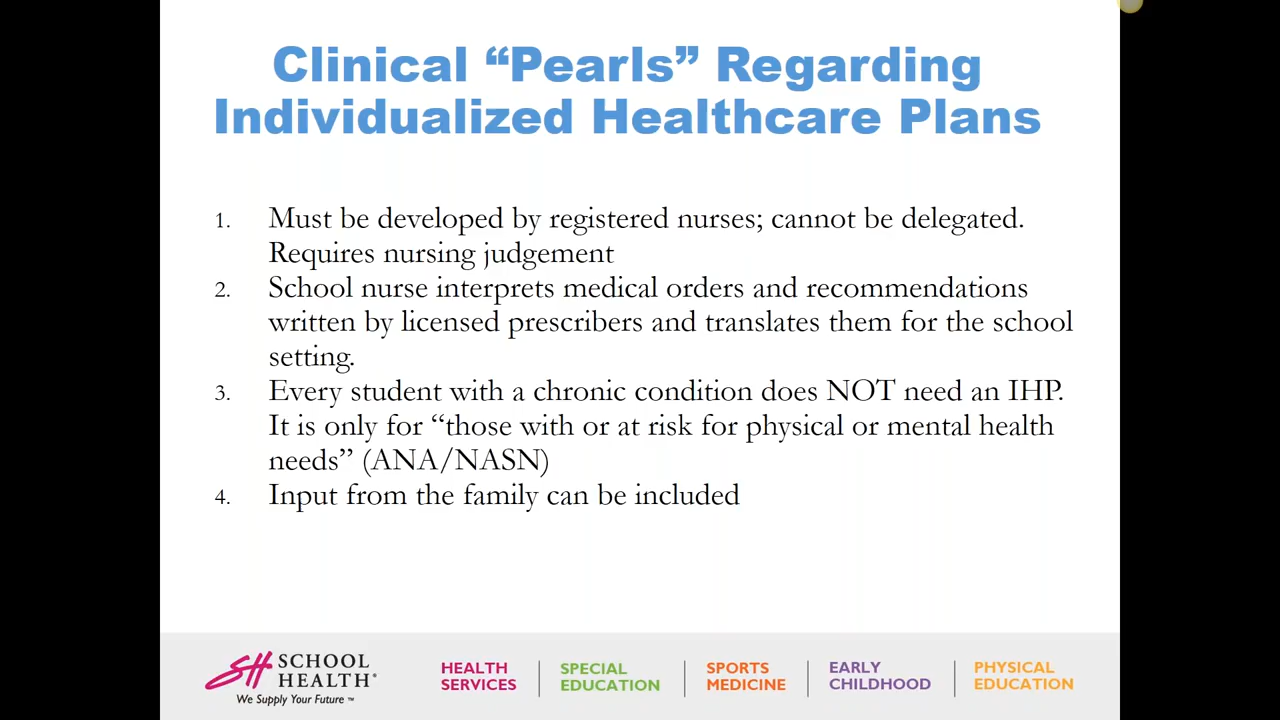 Clinical “Pearls” Regarding
Individualized Healthcare Plans
1. Must be developed by registered nurses; cannot be delegated.
Requires nursing judgement
2. School nurse interprets medical orders and recommendations
written by licensed prescribers and translates them for the school
setting.
3. Every student with a chronic condition does NOT need an IHP.
It is only for “those with or at risk for physical or mental health
needs” (ANA/NASN)
4. Input from the family can be included
SH SCHOOL
HEALTH®
We Supply Your Future ™
HEALTH
SERVICES
SPECIAL
EDUCATION
SPORTS
MEDICINE
EARLY
CHILDHOOD
PHYSICAL
EDUCATION